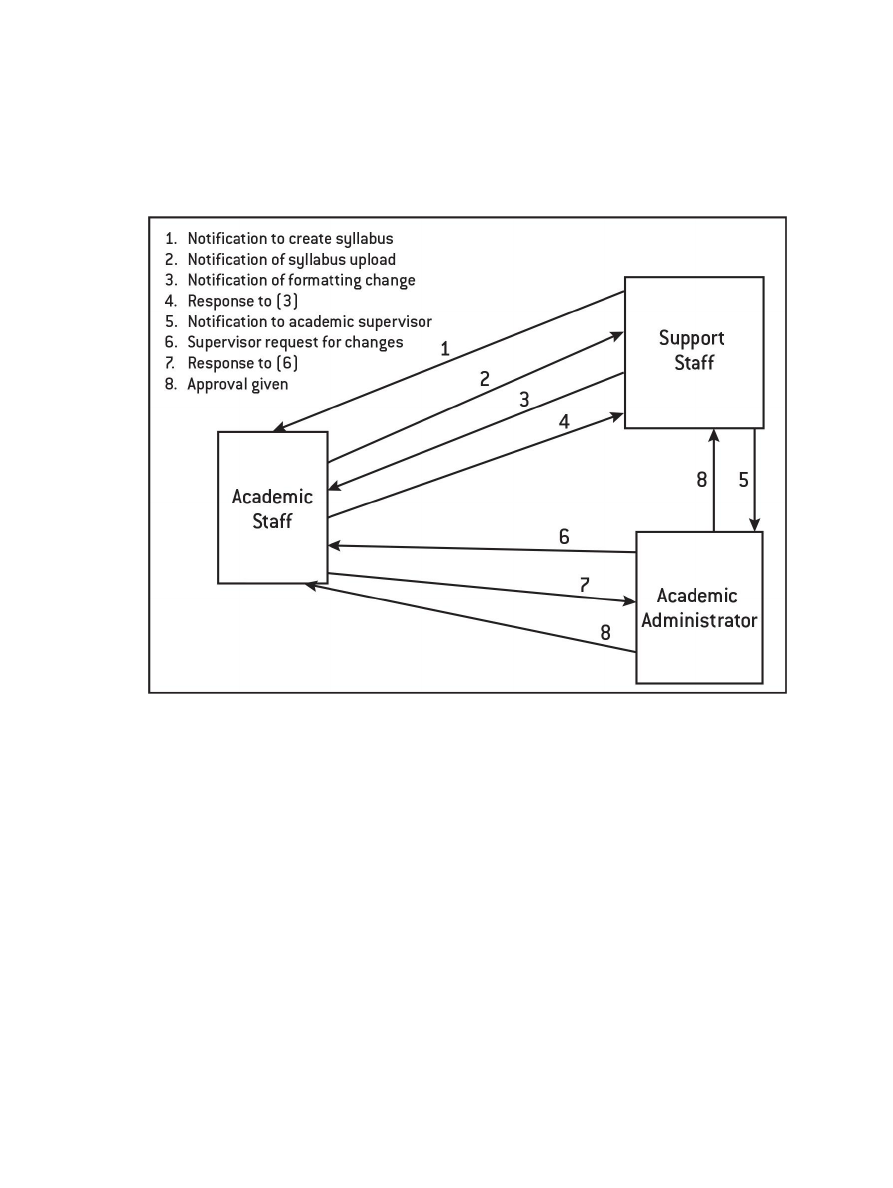 1. Notification to create syllabus
2. Notification of syllabus upload
3. Notification of formatting change
4. Response to (3)
5. Notification to academic supervisor
6. Supervisor request for changes
7. Response to (6)
8. Approval given
Support
Staff
1
2
3
4
Academic
Staff
8
5
6
7
8
Academic
Administrator